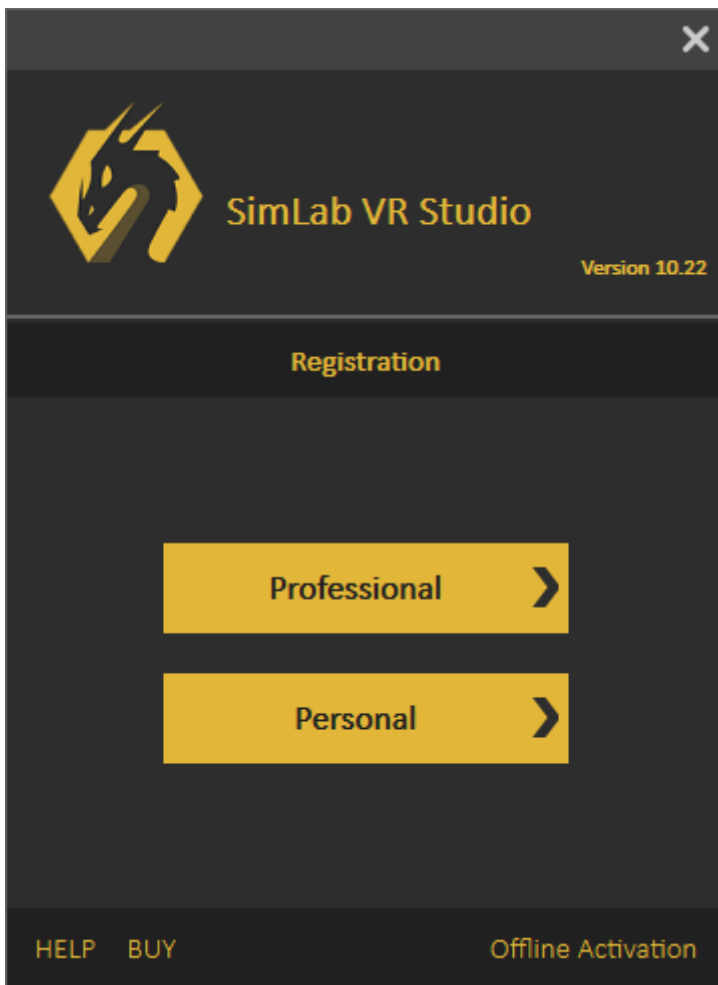 SimLab VR Studio
Version 10.22
Registration
Professional
Personal
HELP BUY Offline Activation